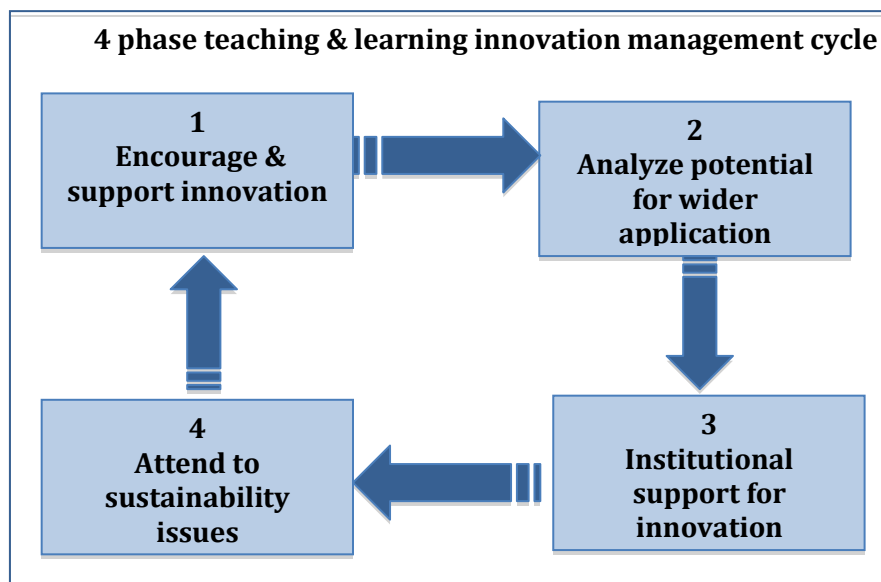 4 phase teaching & learning innovation management cycle
1
Encourage &
support innovation
2
Analyze potential
for wider
application
3
Institutional
support for
innovation
4
Attend to
sustainability
issues